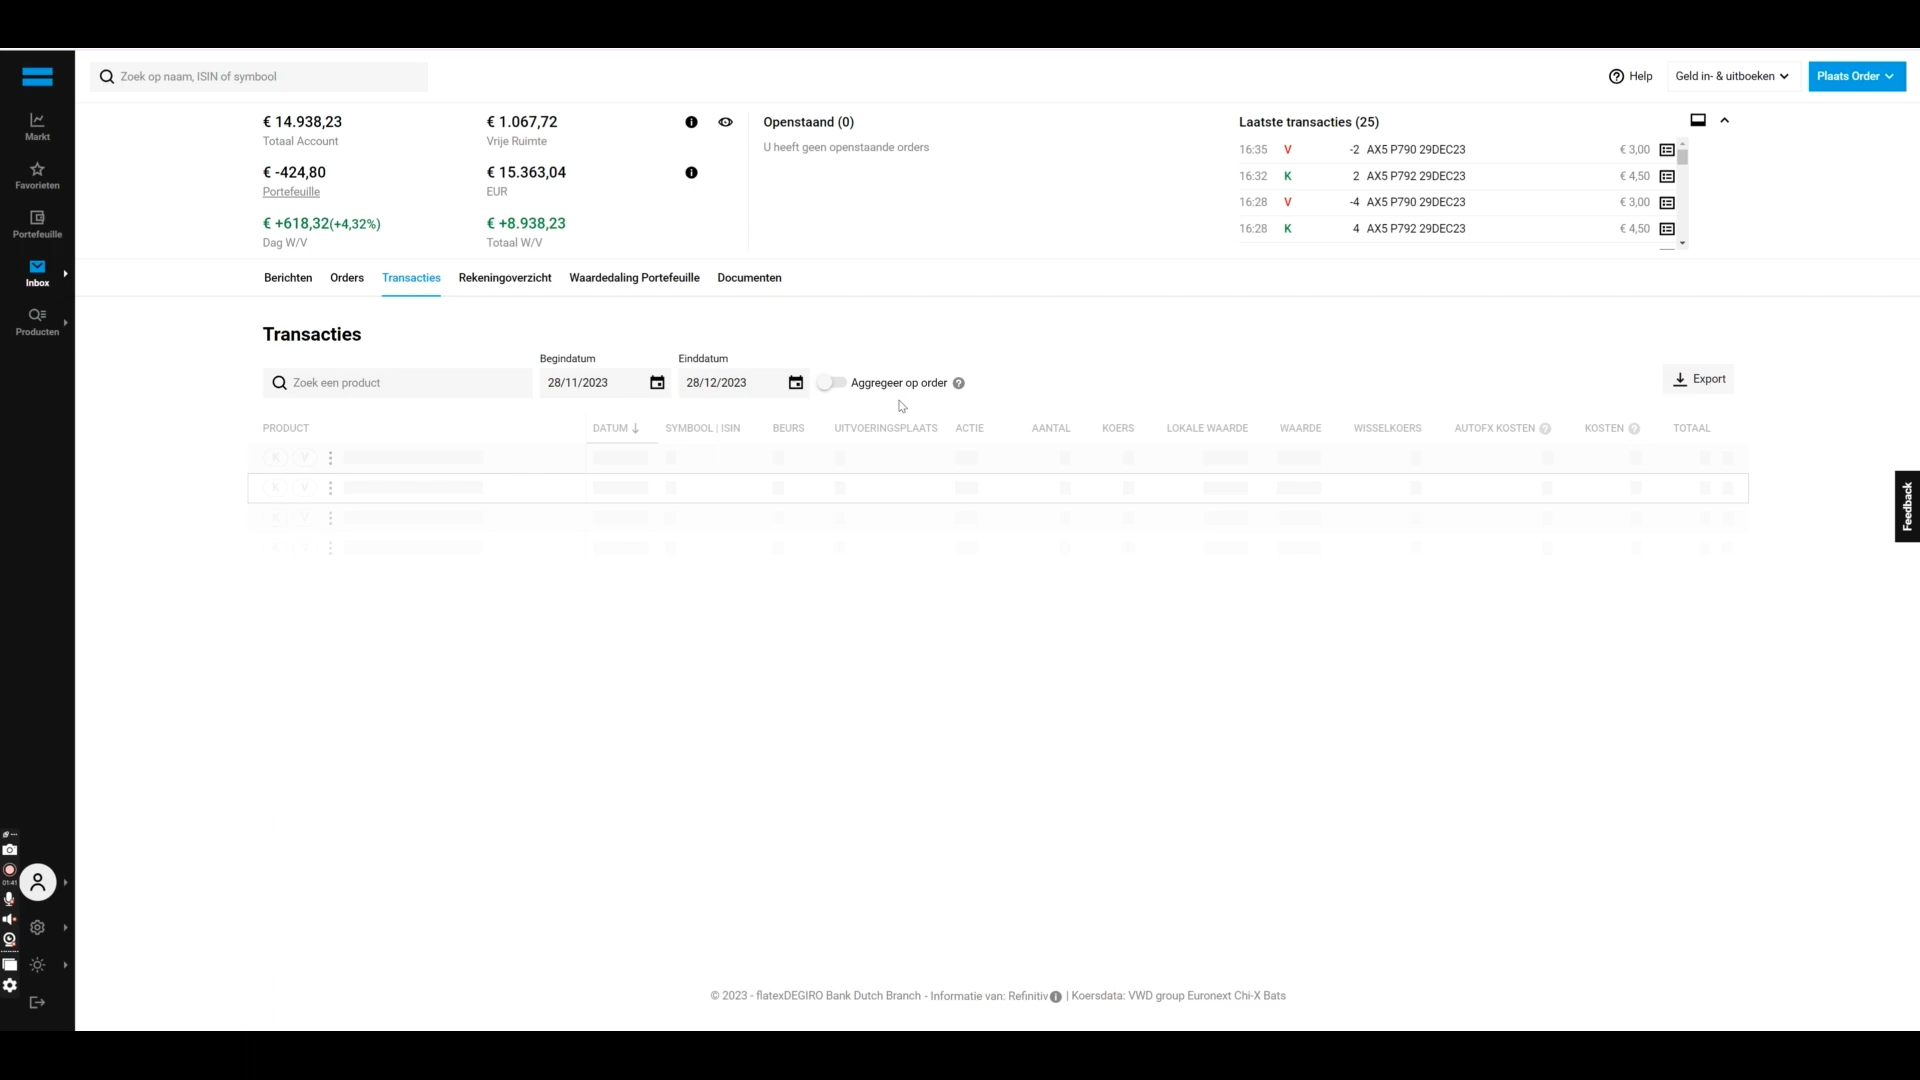 Zoek op naam, ISIN of symbool
Help
Geld in- & uitboeken
Plaats Order
Markt
Favorieten
Portefeuille
Inbox
Producten
€ 14.938,23
Totaal Account
€ 1.067,72
Vrije Ruimte
€ -424,80
Portefeuille
€ 15.363,04
EUR
€ +618,32(+4,32%)
Dag W/V
€ +8.938,23
Totaal W/V
Openstaand (0)
U heeft geen openstaande orders
Laatste transacties (25)
16:35 V -2 AX5 P790 29DEC23 € 3,00
16:32 K 2 AX5 P792 29DEC23 € 4,50
16:28 V -4 AX5 P790 29DEC23 € 3,00
16:28 K 4 AX5 P792 29DEC23 € 4,50
Berichten Orders Transacties Rekeningoverzicht Waardedaling Portefeuille Documenten
Transacties
Begindatum Einddatum
Zoek een product 28/11/2023 28/12/2023 Aggregeer op order
Export
PRODUCT DATUM SYMBOOL | ISIN BEURS UITVOERINGSPLAATS ACTIE AANTAL KOERS LOKALE WAARDE WAARDE WISSELKOERS AUTOFX KOSTEN KOSTEN TOTAAL
K V
K V
K V
K V
Feedback
01:41
© 2023 - flatexDEGIRO Bank Dutch Branch - Informatie van: Refinitiv | Koersdata: VWD group Euronext Chi-X Bats